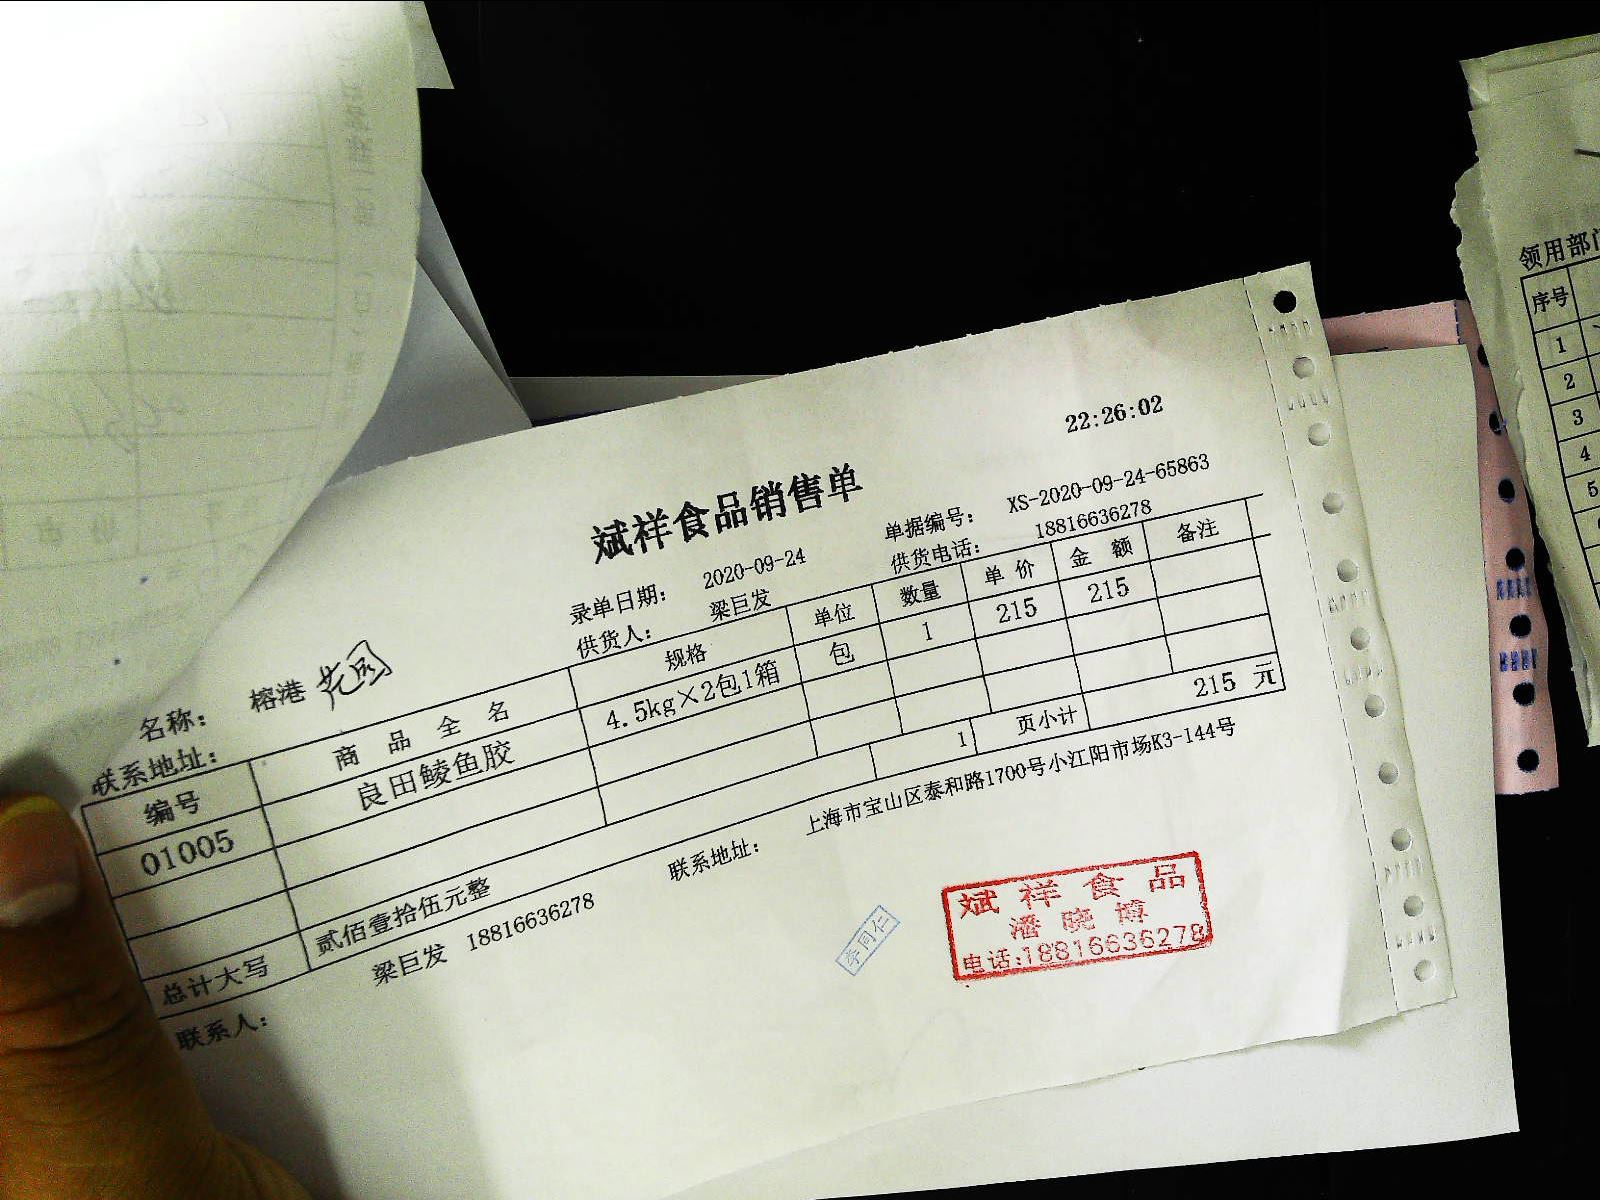 22:26:02
斌祥食品销售单
录单日期： 2020-09-24 单据编号： XS-2020-09-24-65863
名称： 榕港 花园 供货人： 梁巨发 供货电话： 18816636278
联系地址：
编号 商 品 全 名 规格 单位 数量 单 价 金 额 备注
01005 良田鲮鱼胶 4.5kg×2包1箱 包 1 215 215
总计大写 贰佰壹拾伍元整 1 页小计 215 元
联系人： 梁巨发 18816636278 联系地址： 上海市宝山区泰和路1700号小江阳市场K3-144号
斌祥食品
潘晓博
电话:18816636278
李同仁
领用部门
序号
1
2
3
4
5